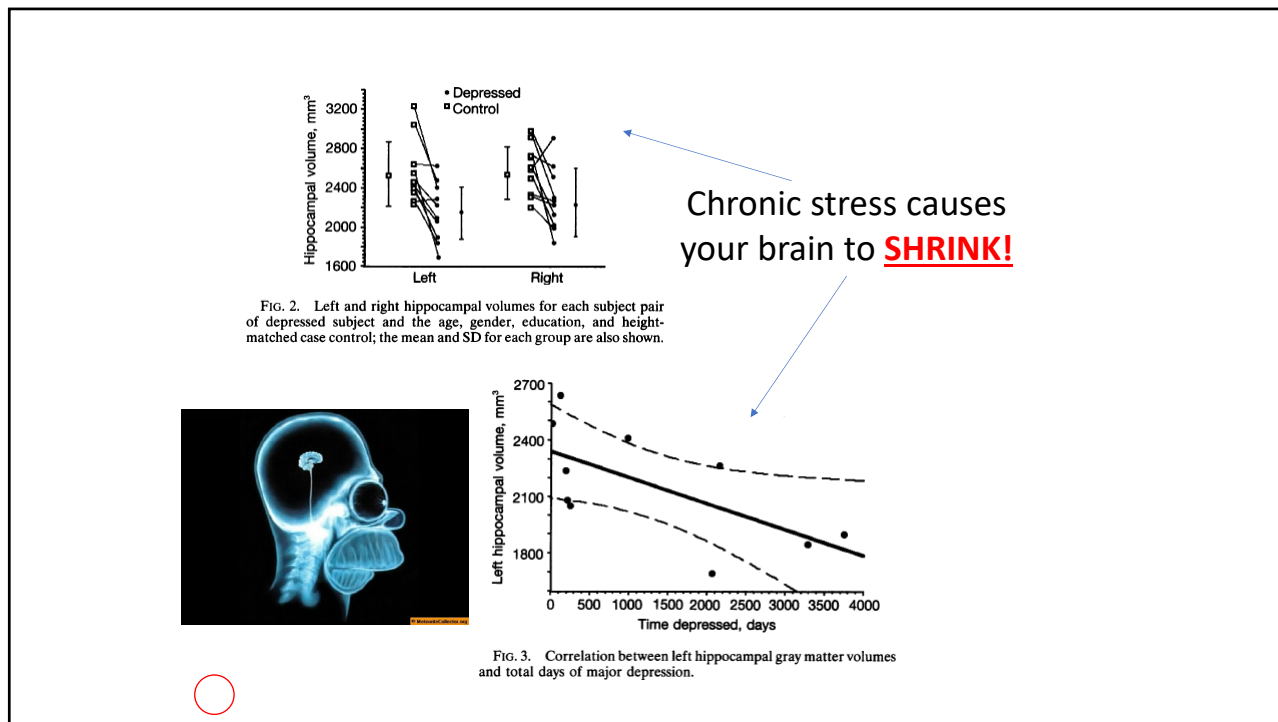 Depressed
Control
Hippocampal volume, mm³
3200
2800
2400
2000
1600
Left
Right
FIG. 2. Left and right hippocampal volumes for each subject pair
of depressed subject and the age, gender, education, and height-
matched case control; the mean and SD for each group are also shown.
Chronic stress causes
your brain to SHRINK!
Left hippocampal volume, mm³
2700
2400
2100
1800
0 500 1000 1500 2000 2500 3000 3500 4000
Time depressed, days
FIG. 3. Correlation between left hippocampal gray matter volumes
and total days of major depression.